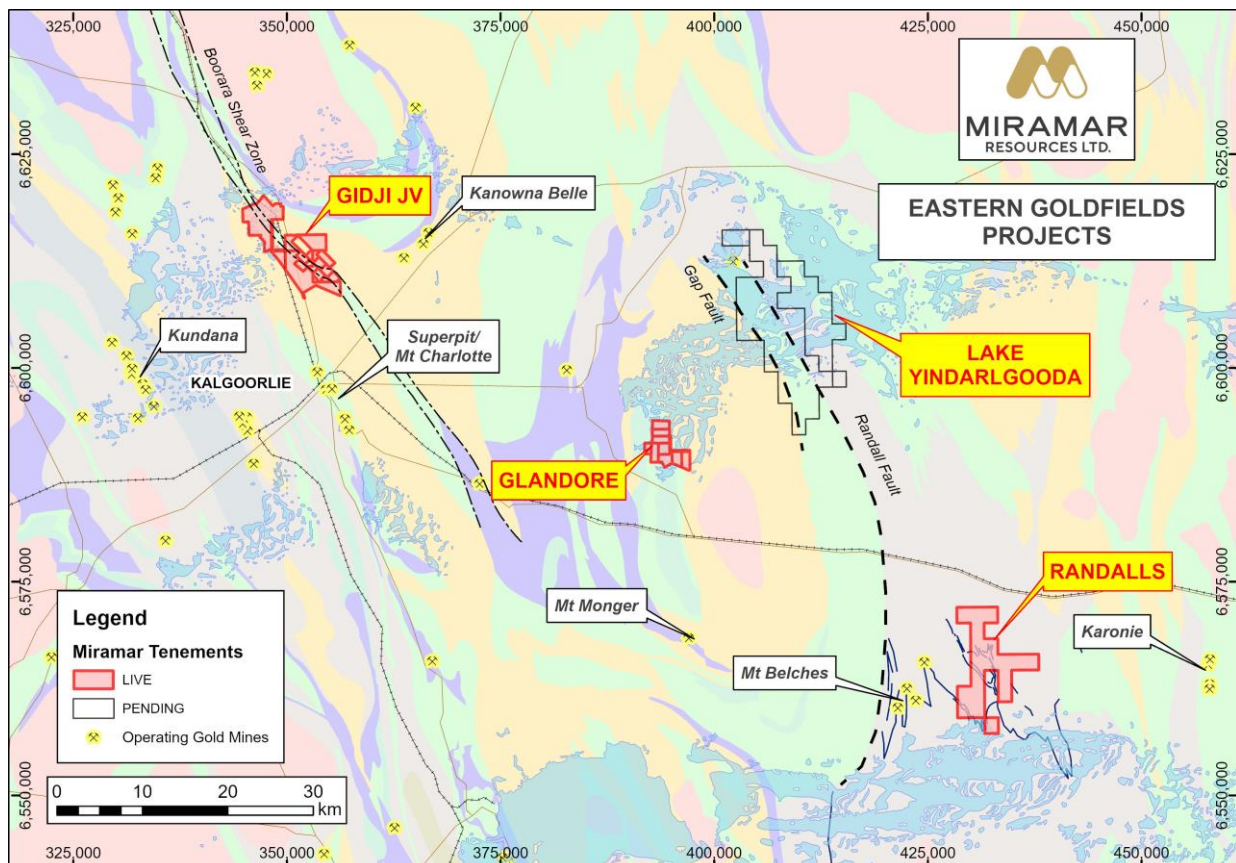 325,000
350,000
375,000
400,000
425,000
450,000
6,625,000
6,625,000
Boorara Shear Zone
MIRAMAR
RESOURCES LTD.
GIDJI JV
Kanowna Belle
EASTERN GOLDFIELDS
PROJECTS
Gap Fault
Kundana
Superpit/
Mt Charlotte
KALGOORLIE
6,600,000
6,600,000
LAKE
YINDARLGOODA
Randall Fault
GLANDORE
6,575,000
6,575,000
RANDALLS
Mt Monger
Karonie
Mt Belches
Legend
Miramar Tenements
LIVE
PENDING
Operating Gold Mines
0
10
20
30
km
6,550,000
6,550,000
325,000
350,000
375,000
400,000
425,000
450,000